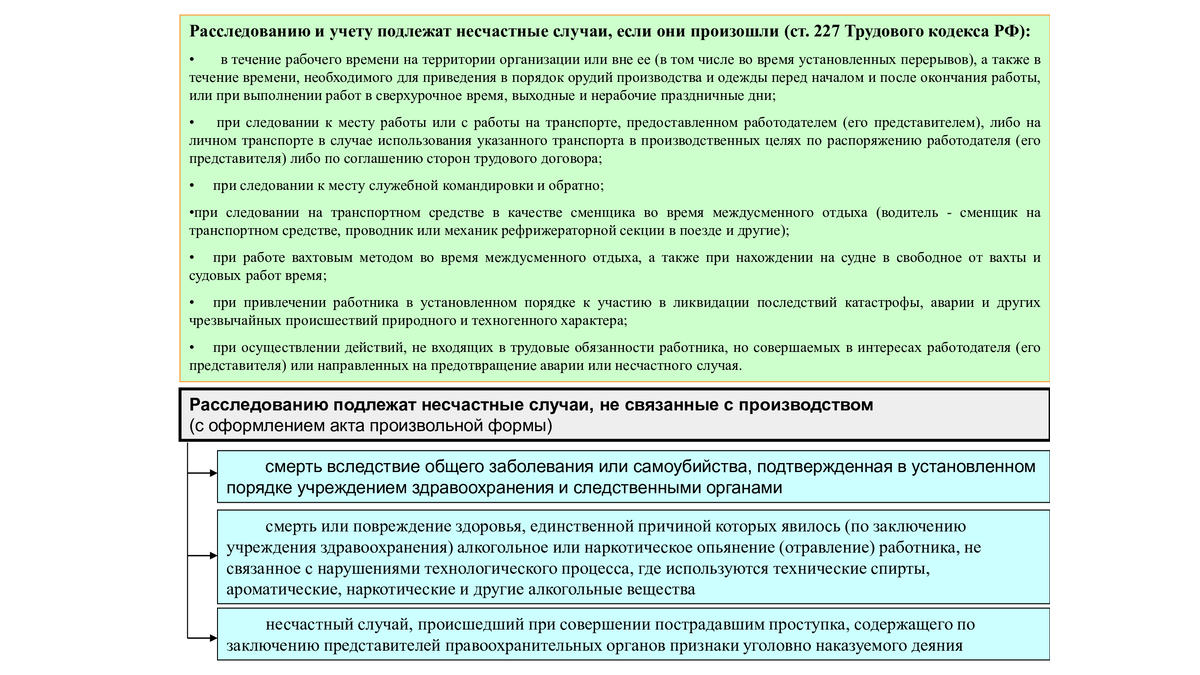 Расследованию и учету подлежат несчастные случаи, если они произошли (ст. 227 Трудового кодекса РФ):
• в течение рабочего времени на территории организации или вне ее (в том числе во время установленных перерывов), а также в
течение времени, необходимого для приведения в порядок орудий производства и одежды перед началом и после окончания работы,
или при выполнении работ в сверхурочное время, выходные и нерабочие праздничные дни;
• при следовании к месту работы или с работы на транспорте, предоставленном работодателем (его представителем), либо на
личном транспорте в случае использования указанного транспорта в производственных целях по распоряжению работодателя (его
представителя) либо по соглашению сторон трудового договора;
• при следовании к месту служебной командировки и обратно;
•при следовании на транспортном средстве в качестве сменщика во время междусменного отдыха (водитель - сменщик на
транспортном средстве, проводник или механик рефрижераторной секции в поезде и другие);
• при работе вахтовым методом во время междусменного отдыха, а также при нахождении на судне в свободное от вахты и
судовых работ время;
• при привлечении работника в установленном порядке к участию в ликвидации последствий катастрофы, аварии и других
чрезвычайных происшествий природного и техногенного характера;
• при осуществлении действий, не входящих в трудовые обязанности работника, но совершаемых в интересах работодателя (его
представителя) или направленных на предотвращение аварии или несчастного случая.
Расследованию подлежат несчастные случаи, не связанные с производством
(с оформлением акта произвольной формы)
смерть вследствие общего заболевания или самоубийства, подтвержденная в установленном
порядке учреждением здравоохранения и следственными органами
смерть или повреждение здоровья, единственной причиной которых явилось (по заключению
учреждения здравоохранения) алкогольное или наркотическое опьянение (отравление) работника, не
связанное с нарушениями технологического процесса, где используются технические спирты,
ароматические, наркотические и другие алкогольные вещества
несчастный случай, происшедший при совершении пострадавшим проступка, содержащего по
заключению представителей правоохранительных органов признаки уголовно наказуемого деяния